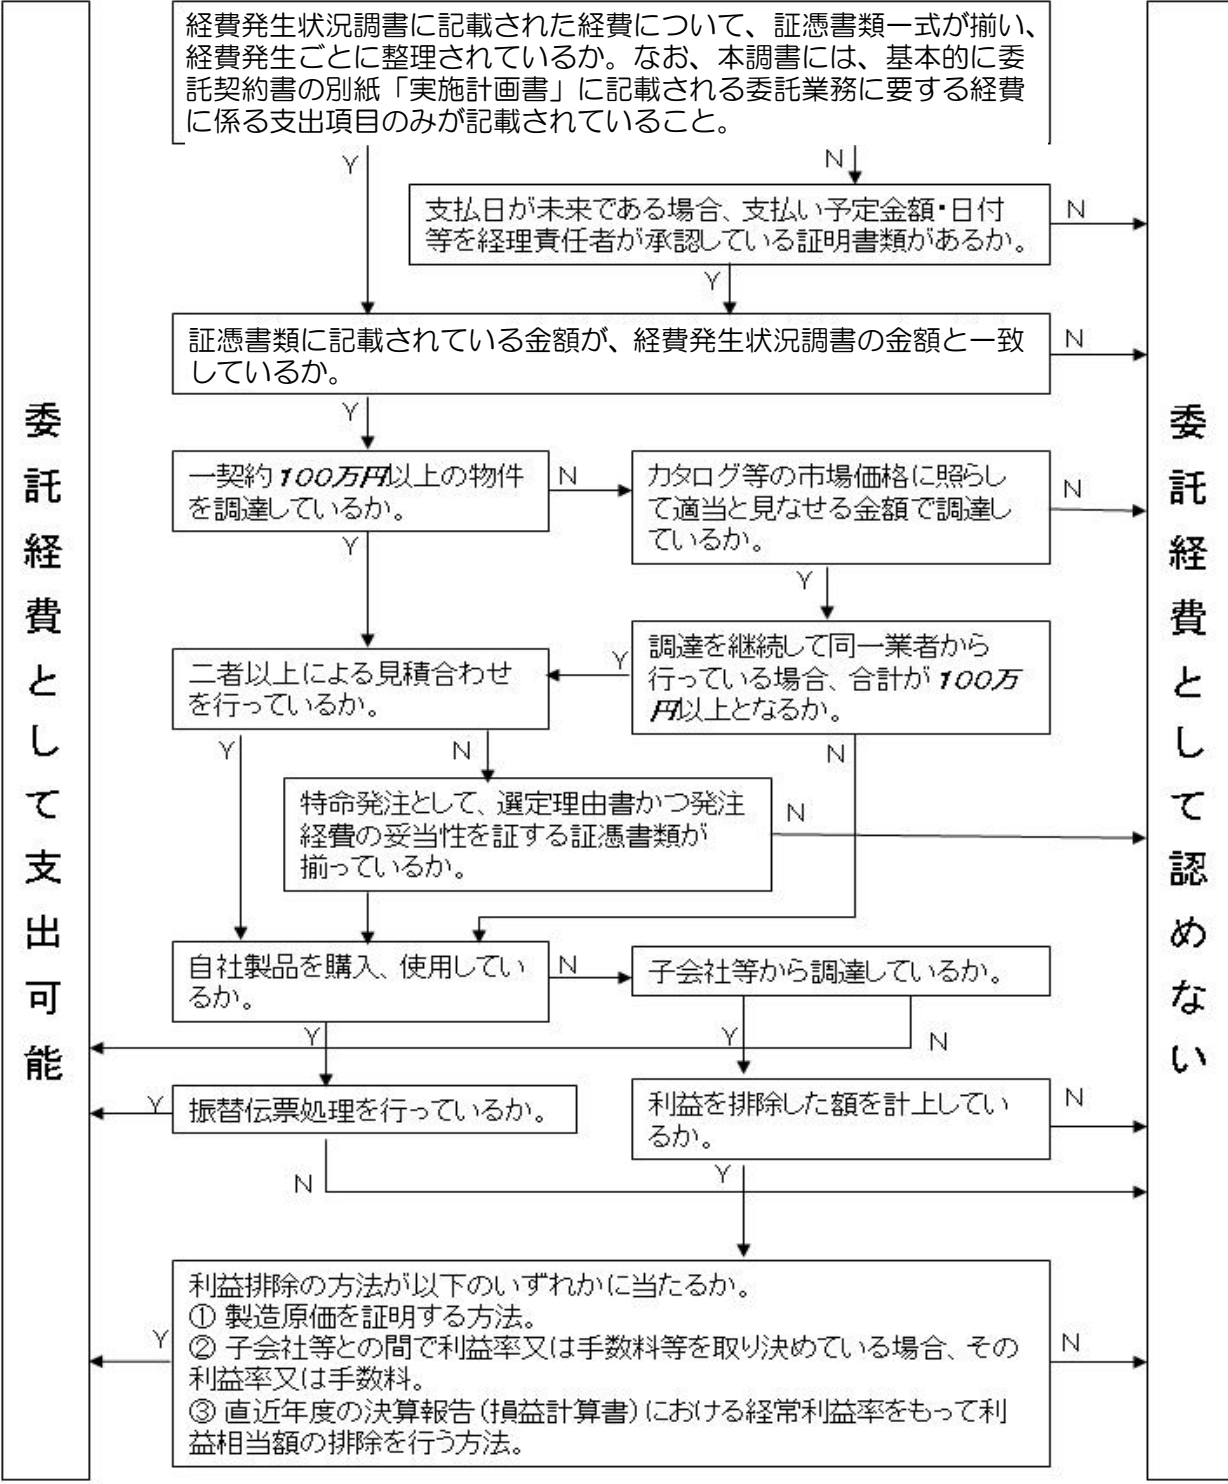 経費発生状況調書に記載された経費について、証憑書類一式が揃い、
経費発生ごとに整理されているか。なお、本調書には、基本的に委
託契約書の別紙「実施計画書」に記載される委託業務に要する経費
に係る支出項目のみが記載されていること。
Y
N
支払日が未来である場合、支払い予定金額・日付
等を経理責任者が承認している証明書類があるか。
N
Y
証憑書類に記載されている金額が、経費発生状況調書の金額と一致
しているか。
N
Y
一契約100万円以上の物件
を調達しているか。
N
カタログ等の市場価格に照らし
て適当と見なせる金額で調達し
ているか。
N
Y
Y
調達を継続して同一業者から
行っている場合、合計が100万
円以上となるか。
Y
二者以上による見積合わせ
を行っているか。
Y
N
N
特命発注として、選定理由書かつ発注
経費の妥当性を証する証憑書類が
揃っているか。
N
自社製品を購入、使用してい
るか。
N
子会社等から調達しているか。
Y
Y
N
振替伝票処理を行っているか。
Y
N
利益を排除した額を計上してい
るか。
N
Y
利益排除の方法が以下のいずれかに当たるか。
① 製造原価を証明する方法。
② 子会社等との間で利益率又は手数料等を取り決めている場合、その
利益率又は手数料。
③ 直近年度の決算報告(損益計算書)における経常利益率をもって利
益相当額の排除を行う方法。
Y
N
委託経費として支出可能
委託経費として認めない